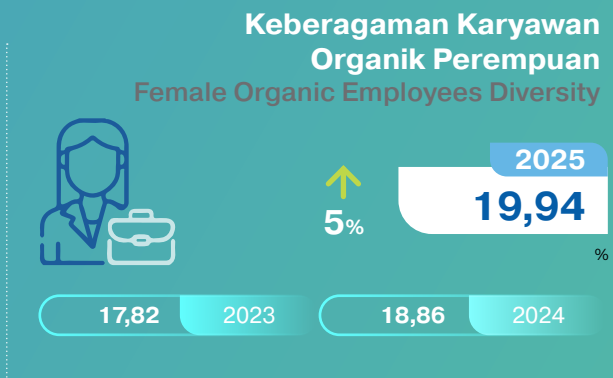 Keberagaman Karyawan
Organik Perempuan
Female Organic Employees Diversity
2025
5%
19,94
%
17,82 2023
18,86 2024